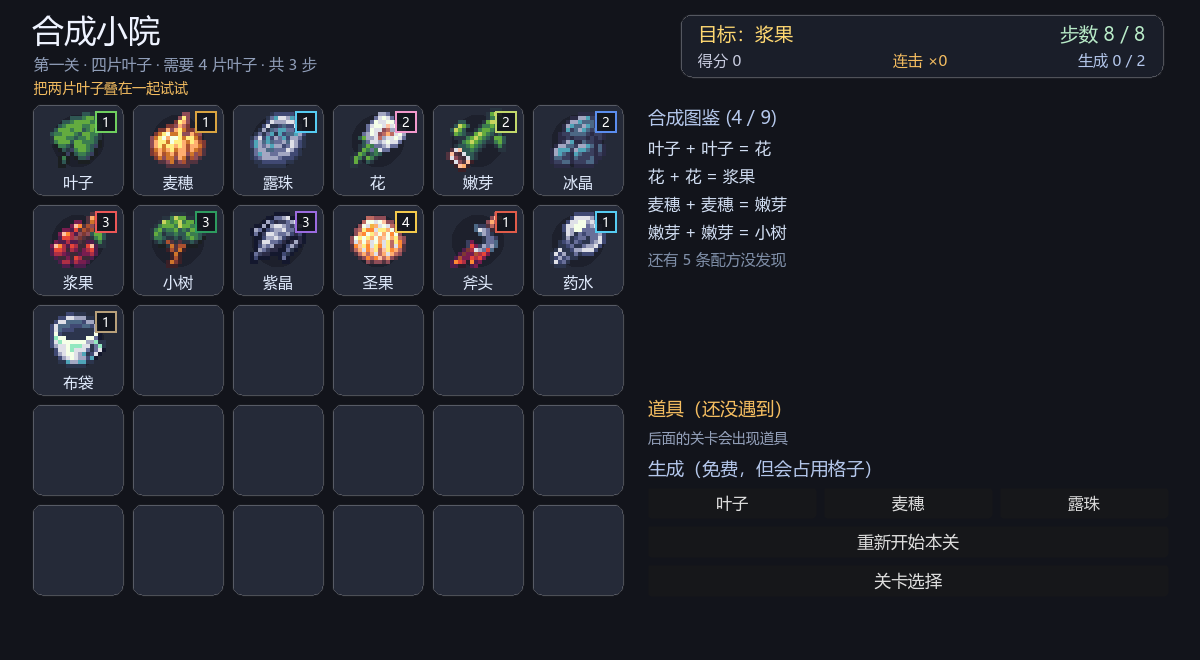 合成小院
第一关 · 四片叶子 · 需要 4 片叶子 · 共 3 步
把两片叶子叠在一起试试
目标：浆果 步数 8 / 8
得分 0 连击 ×0 生成 0 / 2
1 1 1 2 2 2
叶子 麦穗 露珠 花 嫩芽 冰晶
3 3 3 4 1 1
浆果 小树 紫晶 圣果 斧头 药水
1
布袋
合成图鉴 (4 / 9)
叶子 + 叶子 = 花
花 + 花 = 浆果
麦穗 + 麦穗 = 嫩芽
嫩芽 + 嫩芽 = 小树
还有 5 条配方没发现
道具（还没遇到）
后面的关卡会出现道具
生成（免费，但会占用格子）
叶子 麦穗 露珠
重新开始本关
关卡选择